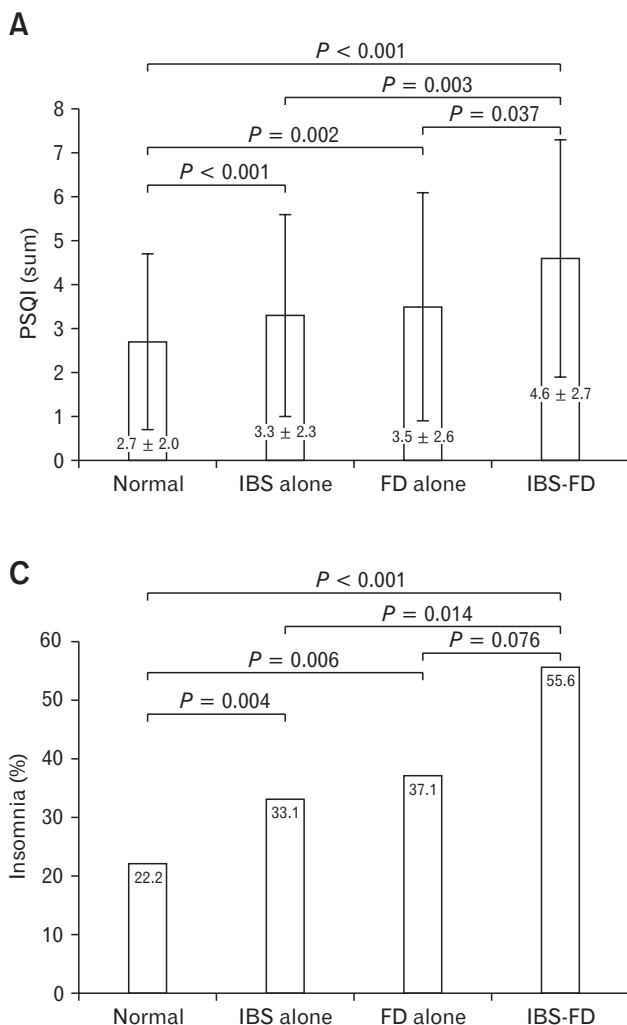 A
P < 0.001
P = 0.003
P = 0.002
P = 0.037
P < 0.001
PSQI (sum)
8
7
6
5
4
3
2
1
0
2.7 ± 2.0
3.3 ± 2.3
3.5 ± 2.6
4.6 ± 2.7
Normal
IBS alone
FD alone
IBS-FD
C
P < 0.001
P = 0.014
P = 0.006
P = 0.076
P = 0.004
Insomnia (%)
60
50
40
30
20
10
0
22.2
33.1
37.1
55.6
Normal
IBS alone
FD alone
IBS-FD